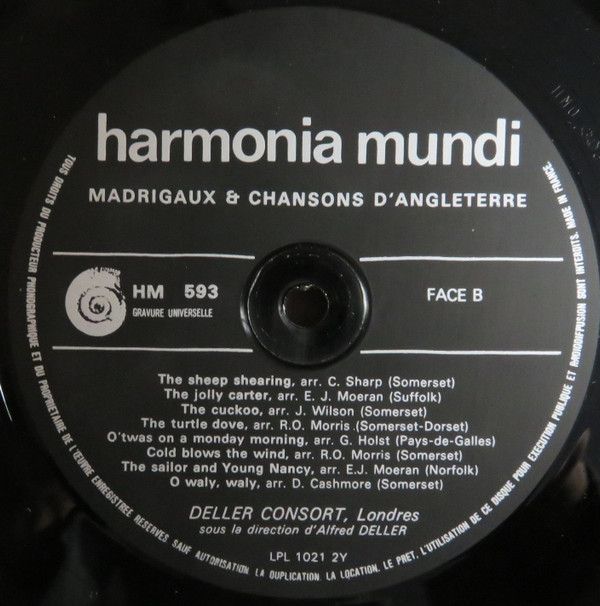 harmonia mundi
MADRIGAUX & CHANSONS D'ANGLETERRE
HM 593
GRAVURE UNIVERSELLE
FACE B
The sheep shearing, arr. C. Sharp (Somerset)
The jolly carter, arr. E. J. Moeran (Suffolk)
The cuckoo, arr. J. Wilson (Somerset)
The turtle dove, arr. R.O. Morris (Somerset-Dorset)
O'twas on a monday morning, arr. G. Holst (Pays-de-Galles)
Cold blows the wind, arr. R.O. Morris (Somerset)
The sailor and Young Nancy, arr. E.J. Moeran (Norfolk)
O waly, waly, arr. D. Cashmore (Somerset)
DELLER CONSORT, Londres
sous la direction d'Alfred DELLER
LPL 1021 2Y
TOUS DROITS DU PRODUCTEUR PHONOGRAPHIQUE ET DU PROPRIETAIRE DE L'ŒUVRE ENREGISTREE RESERVES SAUF AUTORISATION. LA DUPLICATION. LA LOCATION. LE PRET. L'UTILISATION DE CE DISQUE POUR EXECUTION PUBLIQUE ET RADIODIFFUSION SONT INTERDITS. MADE IN FRANCE.